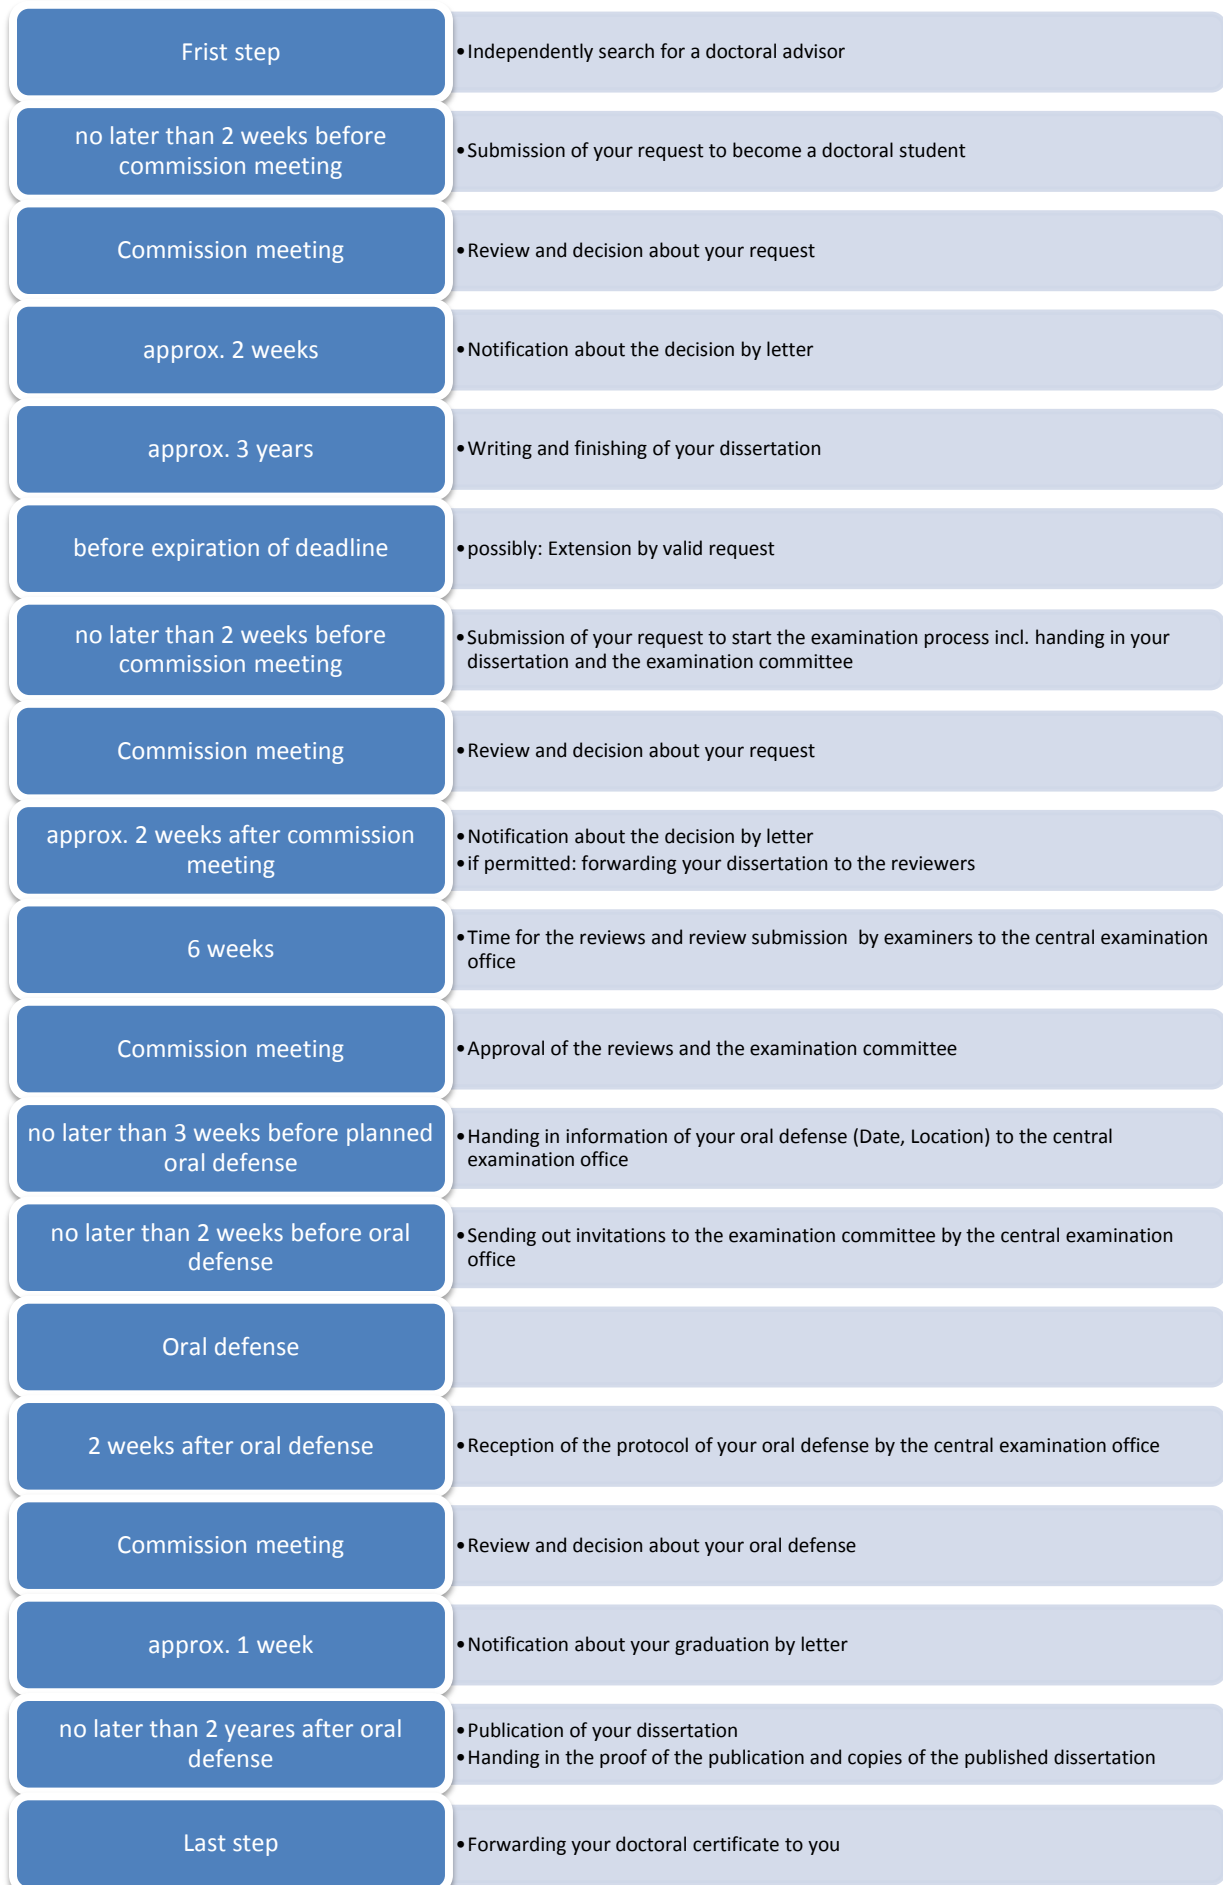 Frist step
•Independently search for a doctoral advisor
no later than 2 weeks before
commission meeting
•Submission of your request to become a doctoral student
Commission meeting
•Review and decision about your request
approx. 2 weeks
•Notification about the decision by letter
approx. 3 years
•Writing and finishing of your dissertation
before expiration of deadline
•possibly: Extension by valid request
no later than 2 weeks before
commission meeting
•Submission of your request to start the examination process incl. handing in your
dissertation and the examination committee
Commission meeting
•Review and decision about your request
approx. 2 weeks after commission
meeting
•Notification about the decision by letter
•if permitted: forwarding your dissertation to the reviewers
6 weeks
•Time for the reviews and review submission by examiners to the central examination
office
Commission meeting
•Approval of the reviews and the examination committee
no later than 3 weeks before planned
oral defense
•Handing in information of your oral defense (Date, Location) to the central
examination office
no later than 2 weeks before oral
defense
•Sending out invitations to the examination committee by the central examination
office
Oral defense
2 weeks after oral defense
•Reception of the protocol of your oral defense by the central examination office
Commission meeting
•Review and decision about your oral defense
approx. 1 week
•Notification about your graduation by letter
no later than 2 yeares after oral
defense
•Publication of your dissertation
•Handing in the proof of the publication and copies of the published dissertation
Last step
•Forwarding your doctoral certificate to you